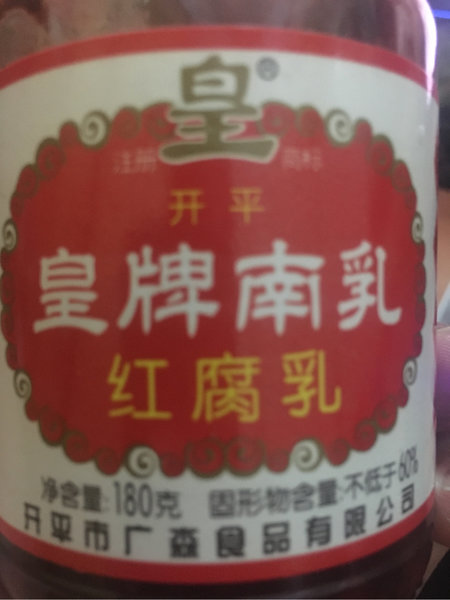 皇®
注册 商标
开平
皇牌南乳
红腐乳
净含量:180克 固形物含量:不低于60%
开平市广森食品有限公司